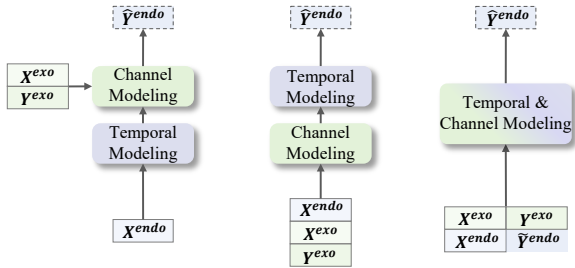 Ŷ^endo
Channel
Modeling
X^exo
Y^exo
Temporal
Modeling
X^endo
Ŷ^endo
Temporal
Modeling
Channel
Modeling
X^endo
X^exo
Y^exo
Ŷ^endo
Temporal &
Channel Modeling
X^exo Y^exo
X^endo Ỹ^endo